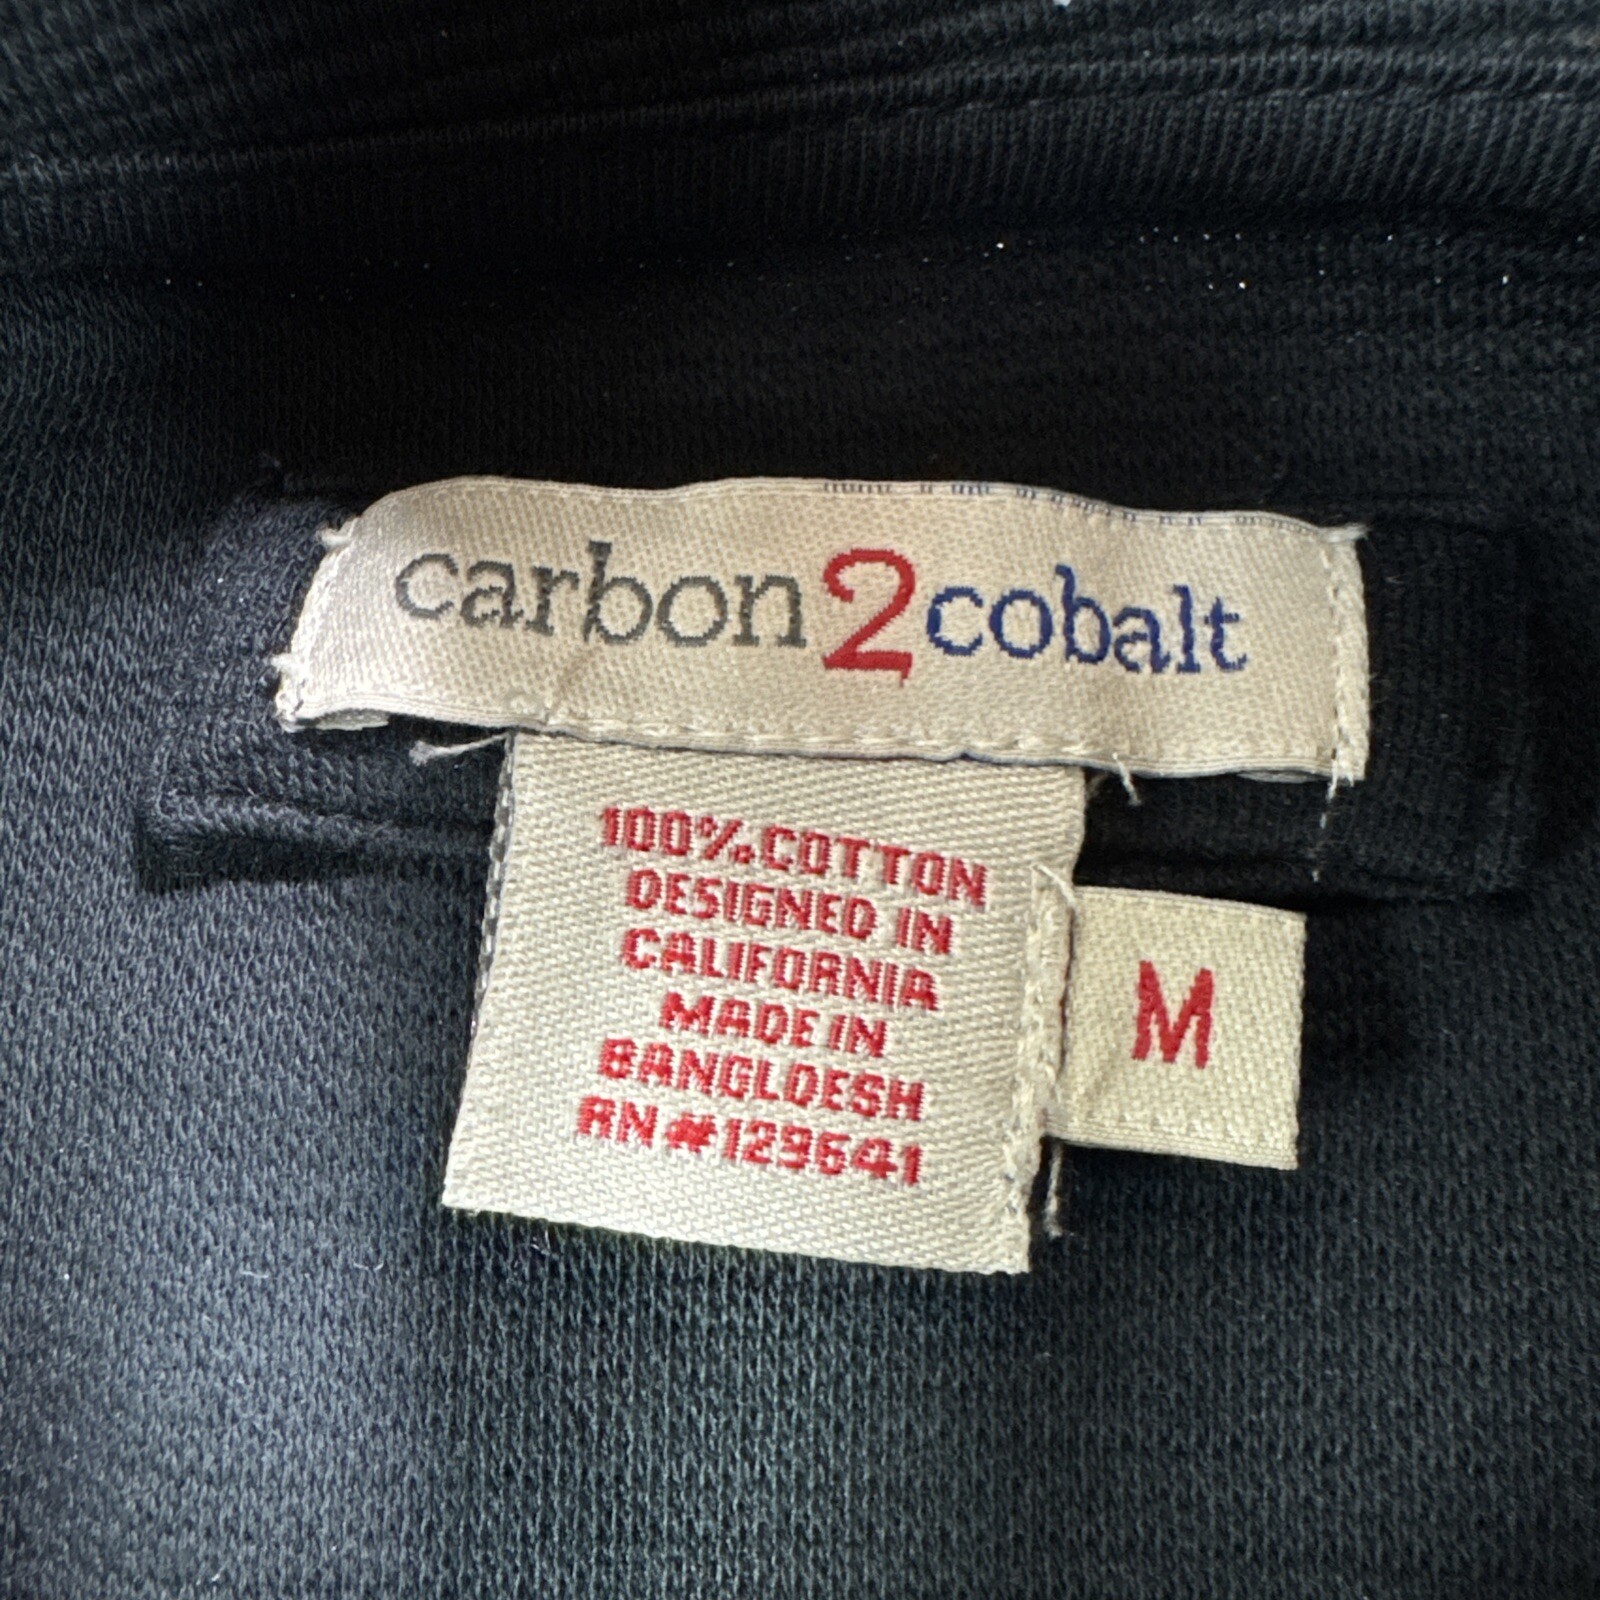 carbon2cobalt
100% COTTON
DESIGNED IN
CALIFORNIA
MADE IN
BANGLDESH
RN #129641
M